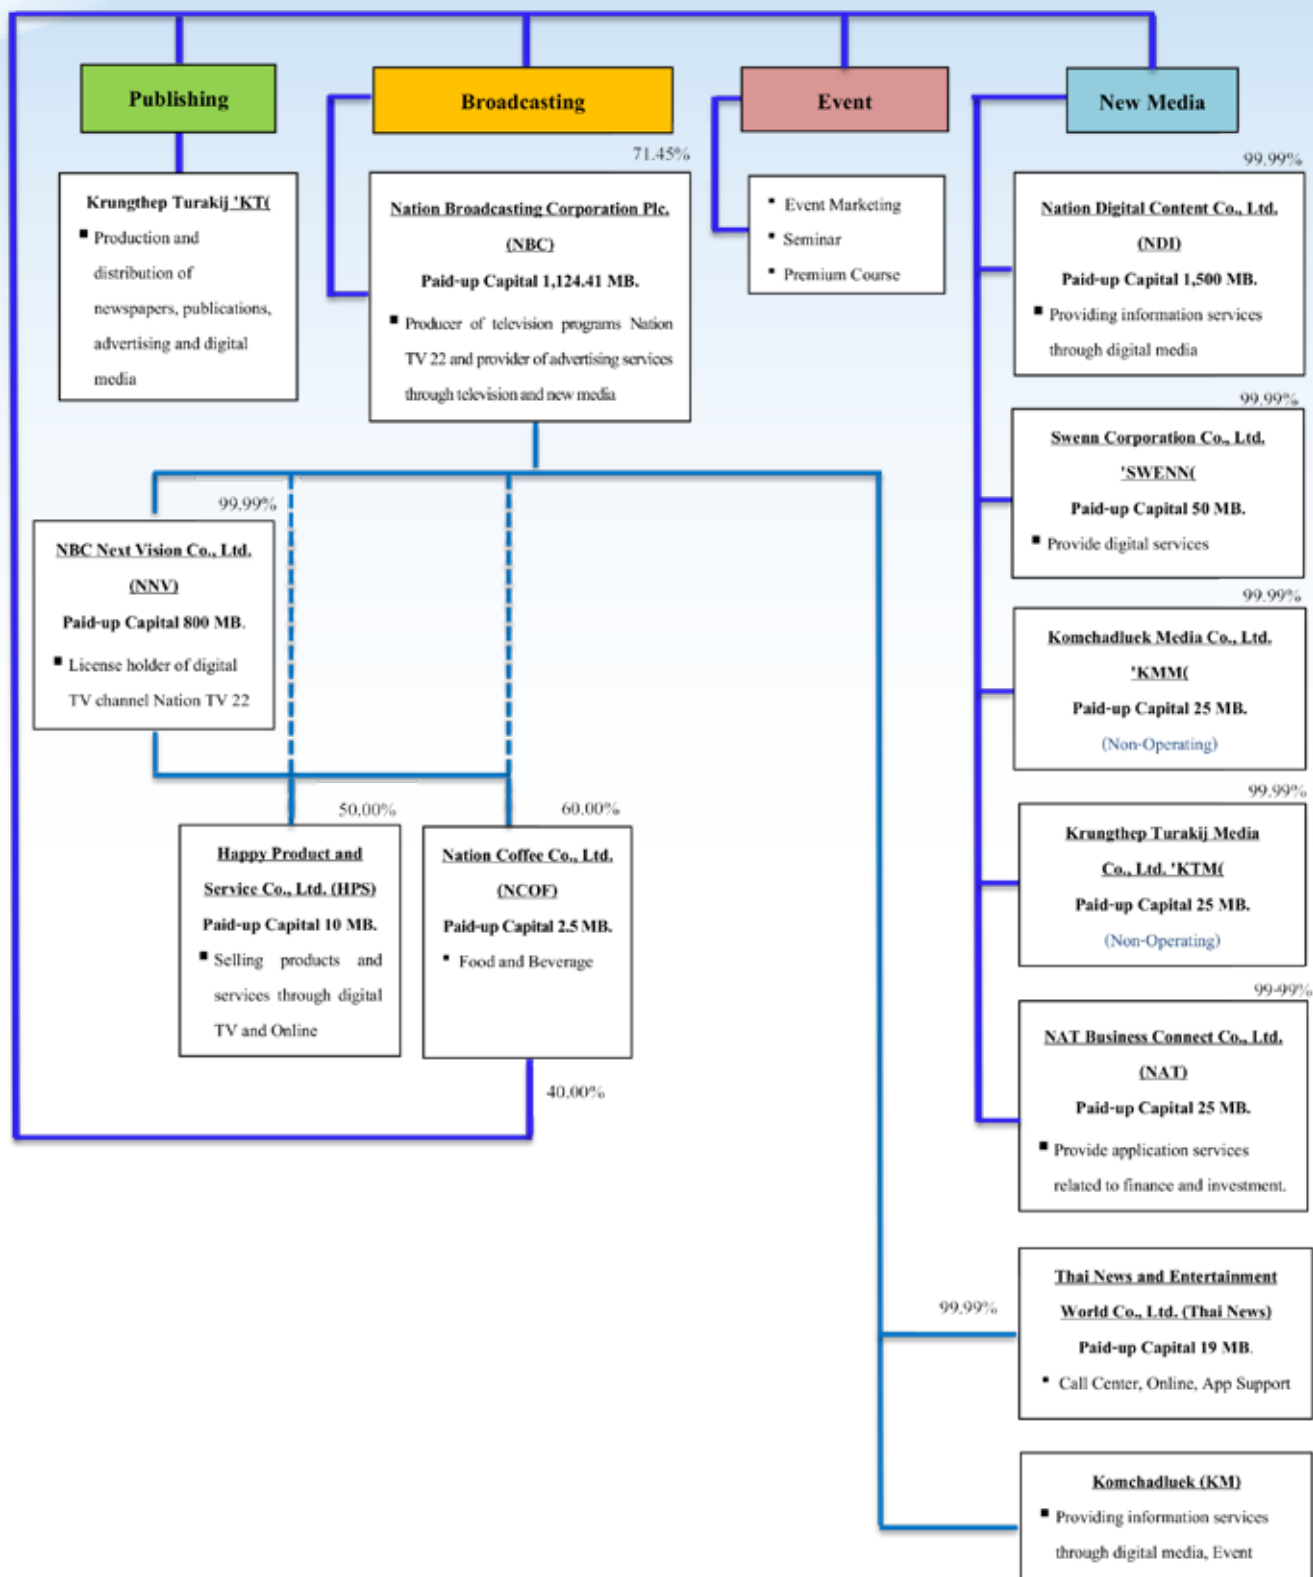 Publishing
Broadcasting
Event
New Media
Krungthep Turakij 'KT(
■ Production and
distribution of
newspapers, publications,
advertising and digital
media
71.45%
Nation Broadcasting Corporation Plc.
(NBC)
Paid-up Capital 1,124.41 MB.
■ Producer of television programs Nation
TV 22 and provider of advertising services
through television and new media
• Event Marketing
• Seminar
• Premium Course
99.99%
Nation Digital Content Co., Ltd.
(NDI)
Paid-up Capital 1,500 MB.
■ Providing information services
through digital media
99.99%
Swenn Corporation Co., Ltd.
'SWENN(
Paid-up Capital 50 MB.
■ Provide digital services
99.99%
Komchadluek Media Co., Ltd.
'KMM(
Paid-up Capital 25 MB.
(Non-Operating)
99.99%
Krungthep Turakij Media
Co., Ltd. 'KTM(
Paid-up Capital 25 MB.
(Non-Operating)
99-99%
NAT Business Connect Co., Ltd.
(NAT)
Paid-up Capital 25 MB.
■ Provide application services
related to finance and investment.
99.99%
NBC Next Vision Co., Ltd.
(NNV)
Paid-up Capital 800 MB.
■ License holder of digital
TV channel Nation TV 22
50.00%
Happy Product and
Service Co., Ltd. (HPS)
Paid-up Capital 10 MB.
■ Selling products and
services through digital
TV and Online
60.00%
Nation Coffee Co., Ltd.
(NCOF)
Paid-up Capital 2.5 MB.
▪ Food and Beverage
40.00%
99.99%
Thai News and Entertainment
World Co., Ltd. (Thai News)
Paid-up Capital 19 MB.
▪ Call Center, Online, App Support
Komchadluek (KM)
■ Providing information services
through digital media, Event